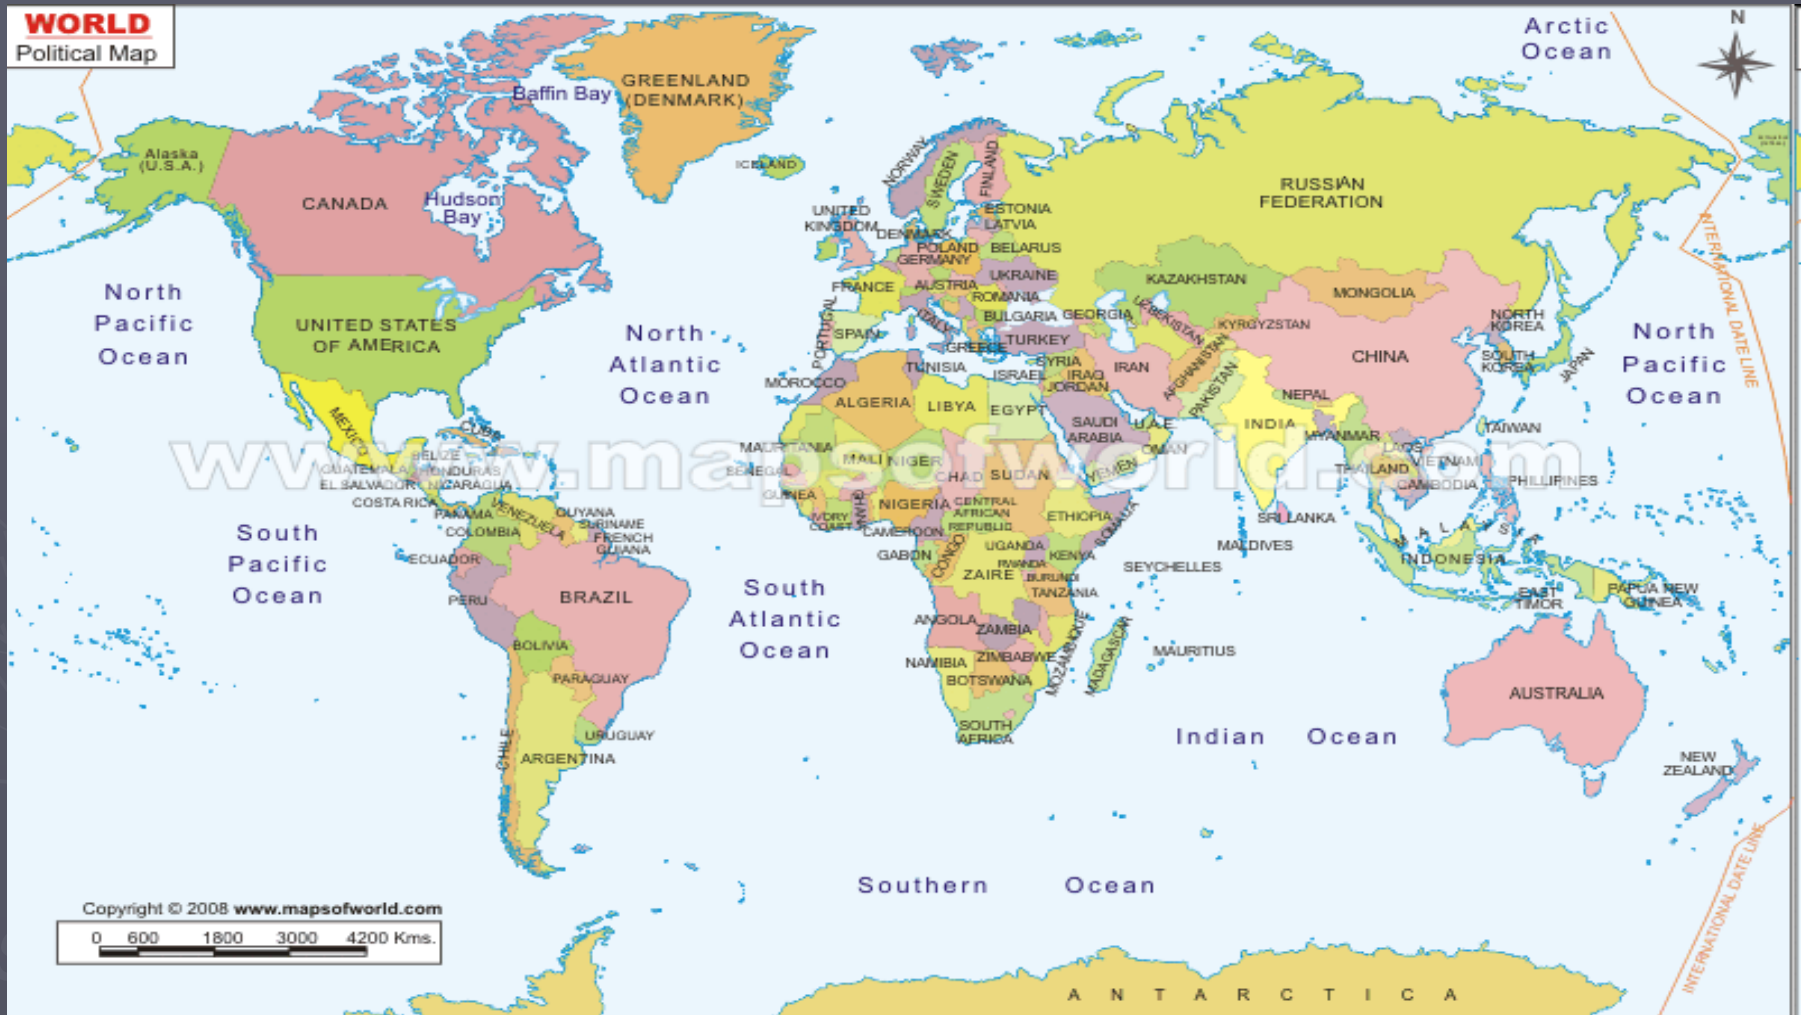 WORLD
Political Map
Arctic
Ocean
N
GREENLAND
(DENMARK)
Baffin Bay
Alaska
(U.S.A.)
ICELAND
NORWAY
SWEDEN
FINLAND
RUSSIAN
FEDERATION
CANADA
Hudson
Bay
UNITED
KINGDOM
ESTONIA
LATVIA
DENMARK
POLAND
BELARUS
GERMANY
UKRAINE
FRANCE
AUSTRIA
ROMANIA
KAZAKHSTAN
MONGOLIA
INTERNATIONAL DATE LINE
North
Pacific
Ocean
UNITED STATES
OF AMERICA
North
Atlantic
Ocean
PORTUGAL
SPAIN
ITALY
BULGARIA
GEORGIA
UZBEKISTAN
KYRGYZSTAN
GREECE
TURKEY
NORTH
KOREA
SOUTH
KOREA
JAPAN
North
Pacific
Ocean
CHINA
TUNISIA
SYRIA
ISRAEL
IRAQ
JORDAN
IRAN
AFGHANISTAN
PAKISTAN
MOROCCO
ALGERIA
LIBYA
EGYPT
SAUDI
ARABIA
U.A.E.
OMAN
YEMEN
NEPAL
INDIA
MYANMAR
LAOS
TAIWAN
THAILAND
VIETNAM
CAMBODIA
PHILLIPINES
MEXICO
CUBA
www.mapsofworld.com
BELIZE
GUATEMALA
HONDURAS
EL SALVADOR
NICARAGUA
COSTA RICA
PANAMA
VENEZUELA
GUYANA
SURINAME
FRENCH
GUIANA
COLOMBIA
ECUADOR
MAURITANIA
MALI
NIGER
CHAD
SUDAN
SENEGAL
GUINEA
IVORY
COAST
GHANA
NIGERIA
CENTRAL
AFRICAN
REPUBLIC
CAMEROON
ETHIOPIA
SOMALIA
GABON
CONGO
UGANDA
KENYA
RWANDA
ZAIRE
BURUNDI
TANZANIA
SRI LANKA
MALDIVES
SEYCHELLES
MALAYSIA
INDONESIA
EAST
TIMOR
PAPUA NEW
GUINEA
South
Pacific
Ocean
PERU
BRAZIL
South
Atlantic
Ocean
BOLIVIA
PARAGUAY
CHILE
URUGUAY
ARGENTINA
ANGOLA
ZAMBIA
NAMIBIA
ZIMBABWE
BOTSWANA
MOZAMBIQUE
MADAGASCAR
MAURITIUS
SOUTH
AFRICA
Indian Ocean
AUSTRALIA
NEW
ZEALAND
INTERNATIONAL DATE LINE
Southern Ocean
Copyright © 2008 www.mapsofworld.com
0 600 1800 3000 4200 Kms.
ANTARCTICA